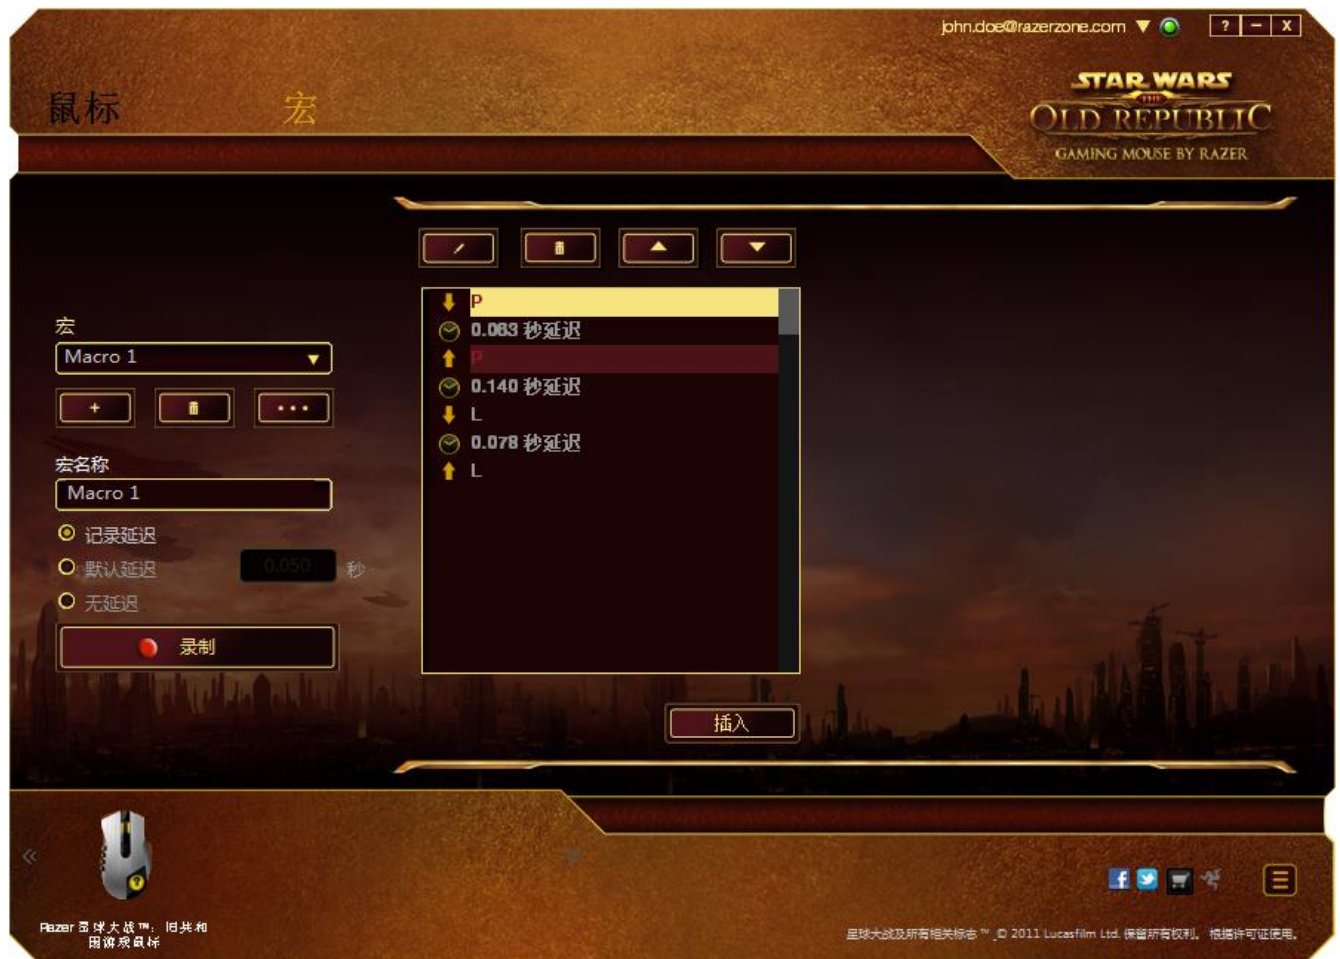 john.doe@razerzone.com
? – X
STAR WARS
THE
OLD REPUBLIC
GAMING MOUSE BY RAZER
鼠标 宏
宏
Macro 1
+
宏名称
Macro 1
记录延迟
默认延迟 0.050 秒
无延迟
录制
P
0.063 秒延迟
P
0.140 秒延迟
L
0.078 秒延迟
L
插入
Razer 星球大战™：旧共和
国游戏鼠标
星球大战及所有相关标志 ™ ,© 2011 Lucasfilm Ltd. 保留所有权利。 根据许可证使用。